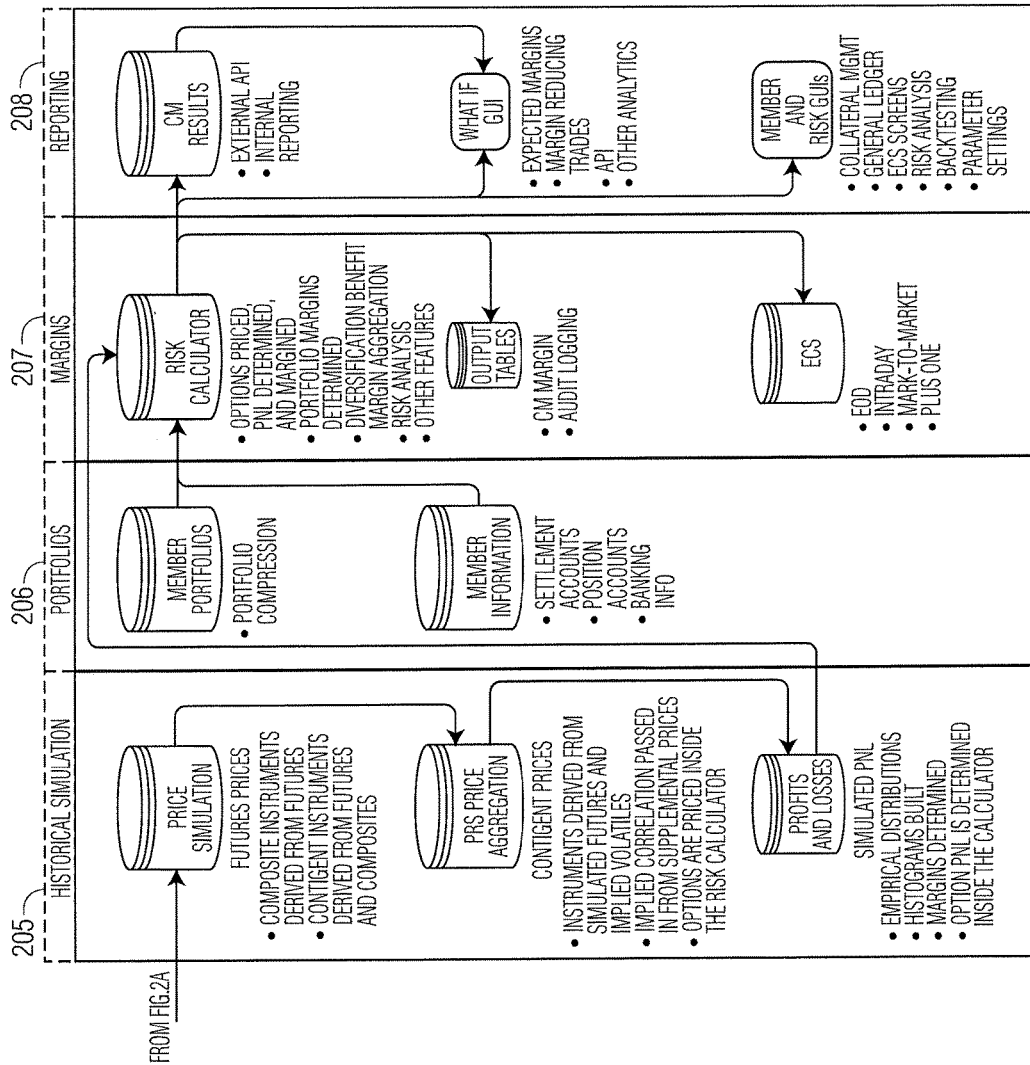 FROM FIG.2A
205
HISTORICAL SIMULATION
PRICE
SIMULATION
FUTURES PRICES
• COMPOSITE INSTRUMENTS
DERIVED FROM FUTURES
• CONTIGENT INSTRUMENTS
DERIVED FROM FUTURES
AND COMPOSITES
PRS PRICE
AGGREGATION
CONTIGENT PRICES
• INSTRUMENTS DERIVED FROM
SIMULATED FUTURES AND
IMPLIED VOLATILES
• IMPLIED CORRELATION PASSED
IN FROM SUPPLEMENTAL PRICES
• OPTIONS ARE PRICED INSIDE
THE RISK CALCULATOR
PROFITS
AND LOSSES
SIMULATED PNL
• EMPIRICAL DISTRIBUTIONS
• HISTOGRAMS BUILT
• MARGINS DETERMINED
• OPTION PNL IS DETERMINED
INSIDE THE CALCULATOR
206
PORTFOLIOS
MEMBER
PORTFOLIOS
• PORTFOLIO
COMPRESSION
MEMBER
INFORMATION
• SETTLEMENT
ACCOUNTS
• POSITION
ACCOUNTS
• BANKING
INFO
207
MARGINS
RISK
CALCULATOR
• OPTIONS PRICED,
PNL DETERMINED,
AND MARGINED
• PORTFOLIO MARGINS
DETERMINED
• DIVERSIFICATION BENEFIT
• MARGIN AGGREGATION
• RISK ANALYSIS
• OTHER FEATURES
OUTPUT
TABLES
• CM MARGIN
• AUDIT LOGGING
ECS
• EOD
• INTRADAY
• MARK-TO-MARKET
• PLUS ONE
208
REPORTING
CM
RESULTS
• EXTERNAL API
• INTERNAL
REPORTING
WHAT IF
GUI
• EXPECTED MARGINS
• MARGIN REDUCING
TRADES
• API
• OTHER ANALYTICS
MEMBER
AND
RISK GUIs
• COLLATERAL MGMT
• GENERAL LEDGER
• ECS SCREENS
• RISK ANALYSIS
• BACKTESTING
• PARAMETER
SETTINGS